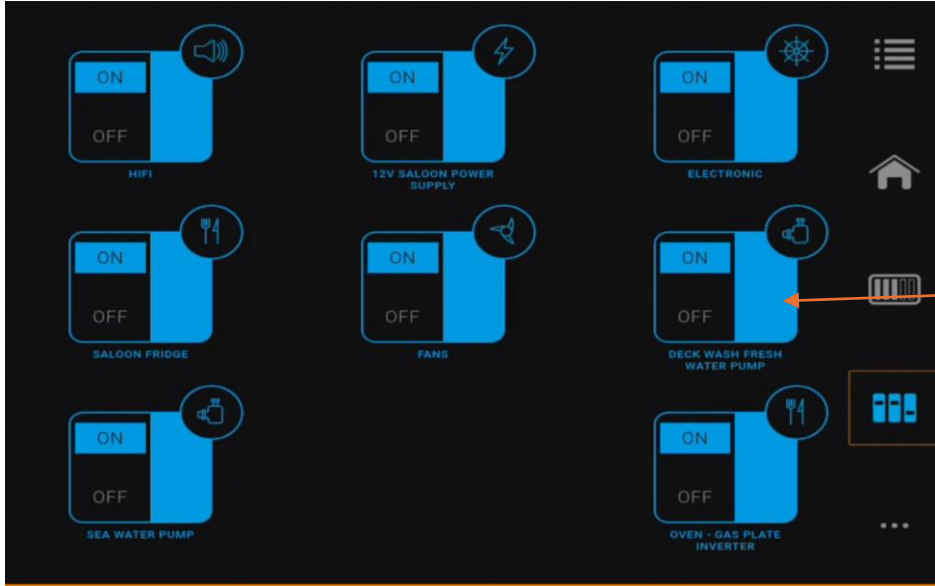 ON
OFF
HIFI
ON
OFF
12V SALOON POWER
SUPPLY
ON
OFF
ELECTRONIC
ON
OFF
SALOON FRIDGE
ON
OFF
FANS
ON
OFF
DECK WASH FRESH
WATER PUMP
ON
OFF
SEA WATER PUMP
ON
OFF
OVEN - GAS PLATE
INVERTER